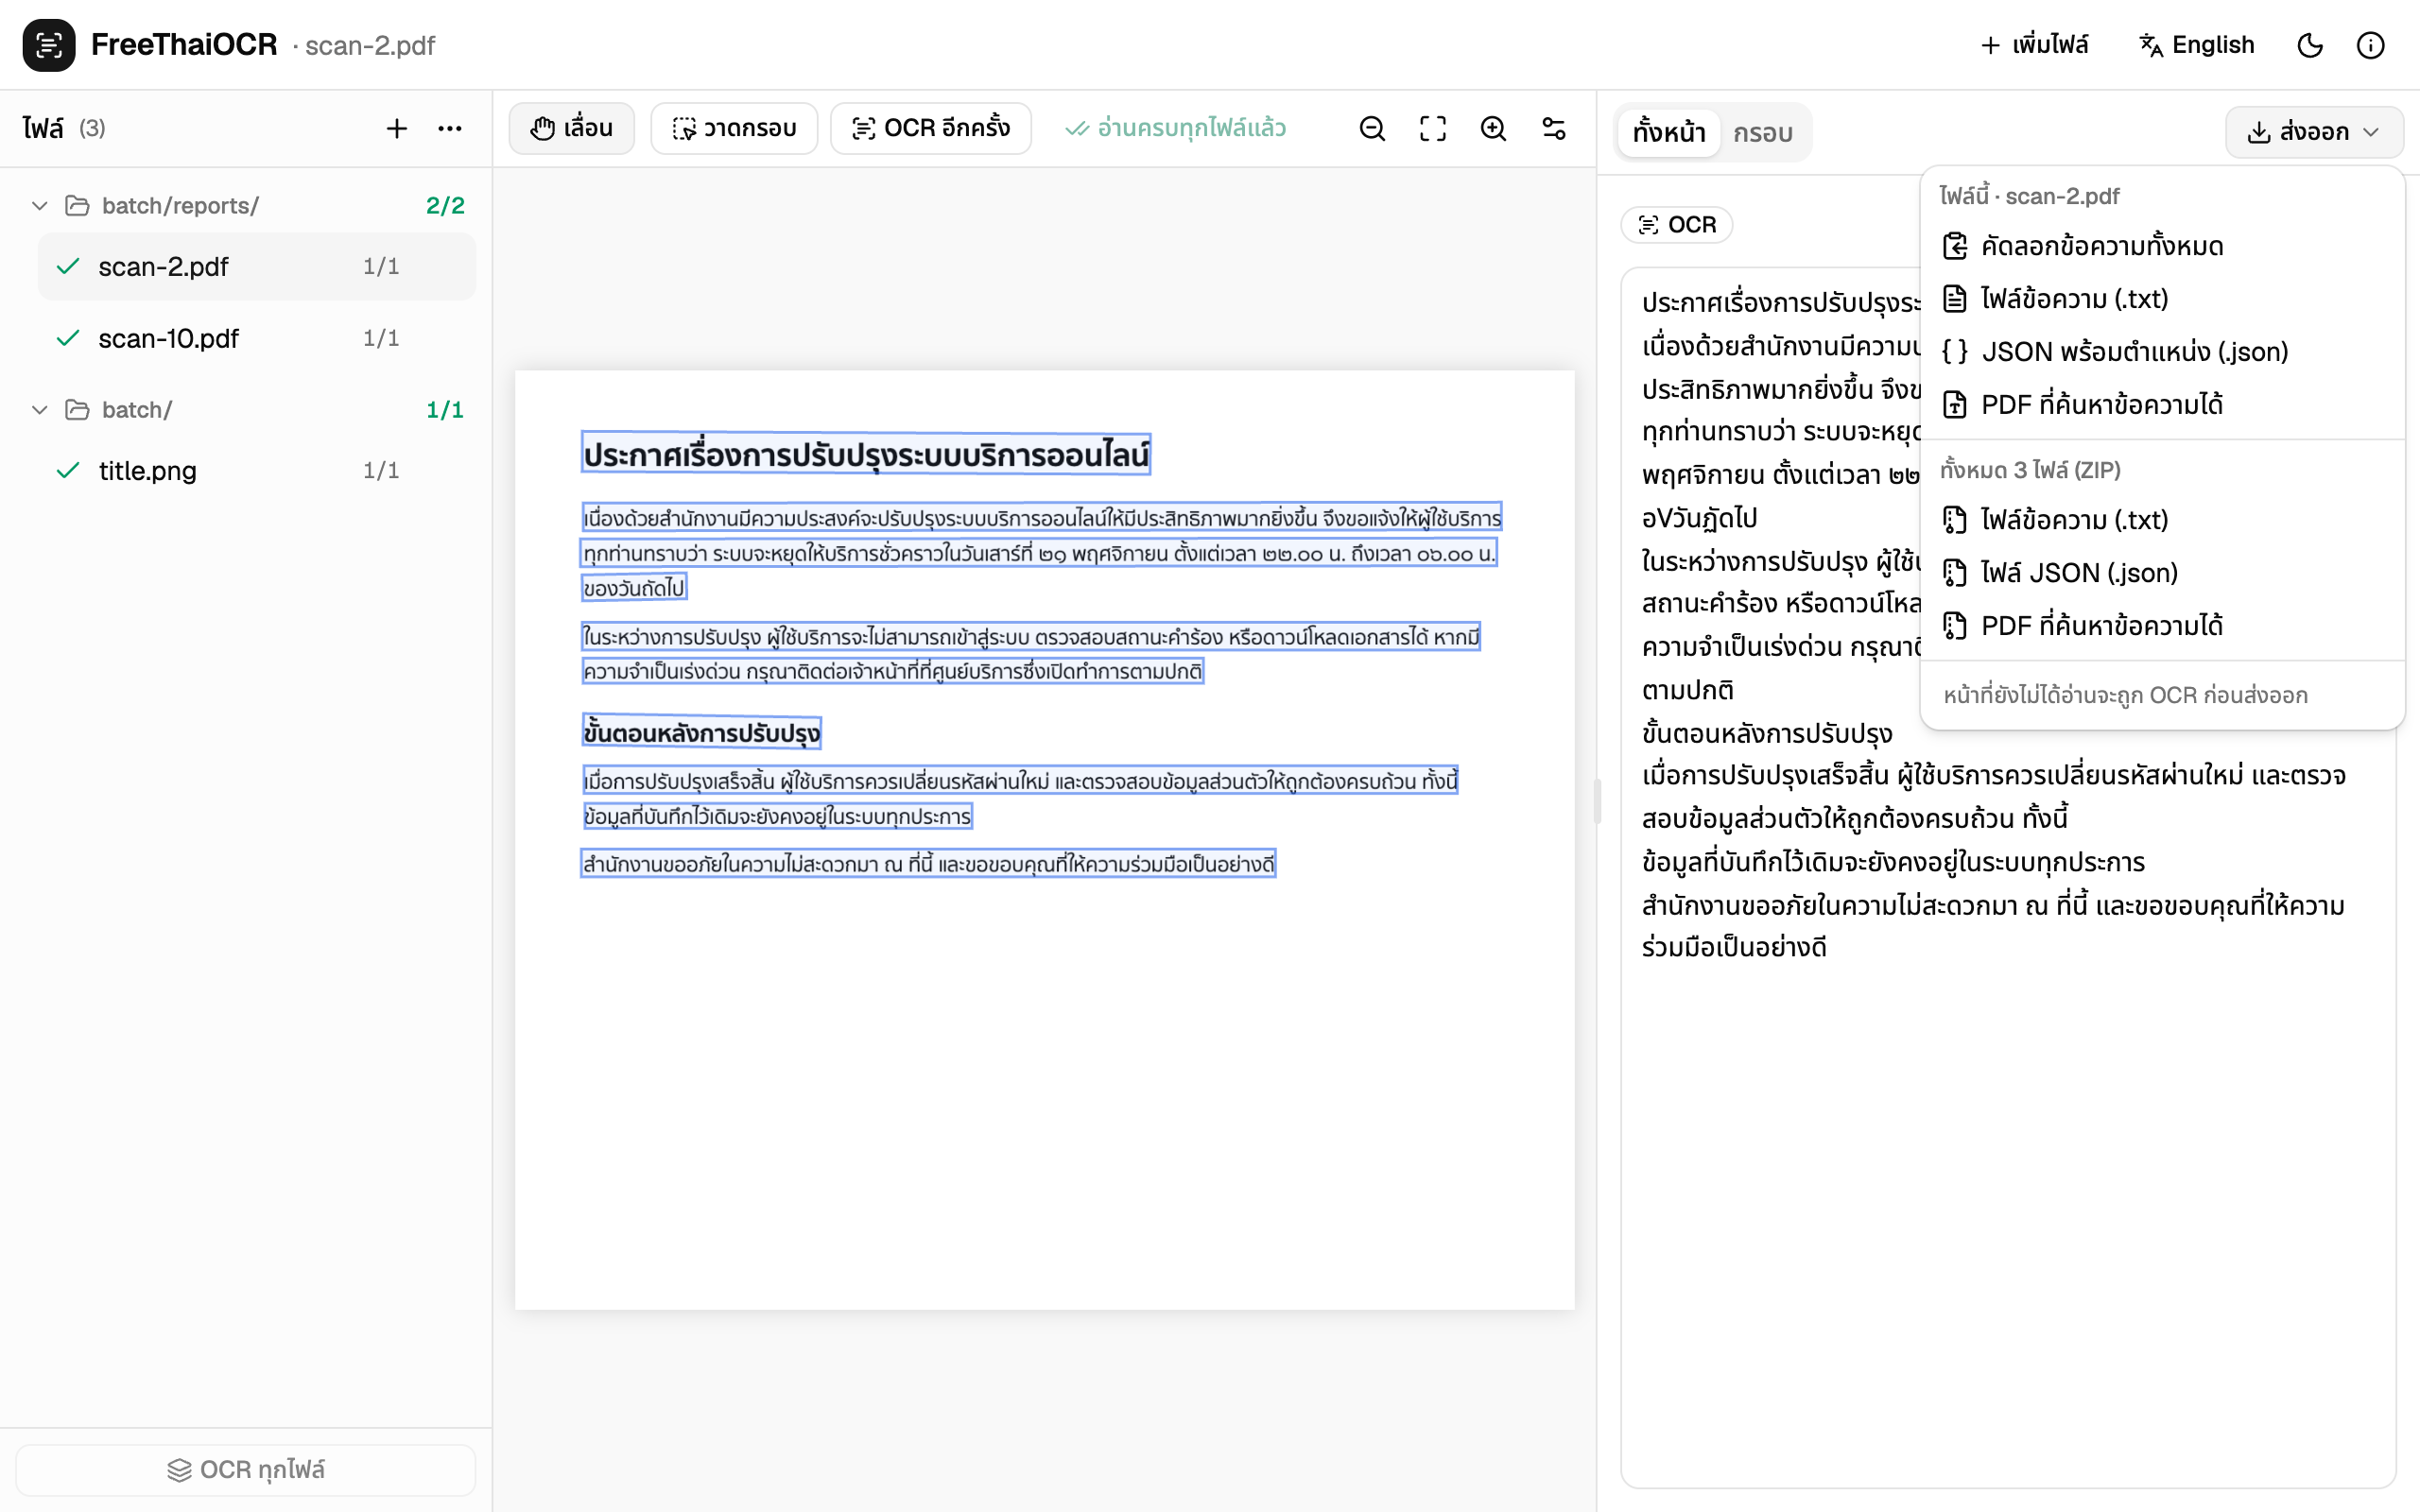 FreeThaiOCR · scan-2.pdf
เพิ่มไฟล์
English
ไฟล์ (3)
batch/reports/ 2/2
scan-2.pdf 1/1
scan-10.pdf 1/1
batch/ 1/1
title.png 1/1
OCR ทุกไฟล์
เลื่อน
วาดกรอบ
OCR อีกครั้ง
อ่านครบทุกไฟล์แล้ว
ประกาศเรื่องการปรับปรุงระบบบริการออนไลน์
เนื่องด้วยสำนักงานมีความประสงค์จะปรับปรุงระบบบริการออนไลน์ให้มีประสิทธิภาพมากยิ่งขึ้น จึงขอแจ้งให้ผู้ใช้บริการ
ทุกท่านทราบว่า ระบบจะหยุดให้บริการชั่วคราวในวันเสาร์ที่ ๒๑ พฤศจิกายน ตั้งแต่เวลา ๒๒.๐๐ น. ถึงเวลา ๐๖.๐๐ น.
ของวันถัดไป
ในระหว่างการปรับปรุง ผู้ใช้บริการจะไม่สามารถเข้าสู่ระบบ ตรวจสอบสถานะคำร้อง หรือดาวน์โหลดเอกสารได้ หากมี
ความจำเป็นเร่งด่วน กรุณาติดต่อเจ้าหน้าที่ที่ศูนย์บริการซึ่งเปิดทำการตามปกติ
ขั้นตอนหลังการปรับปรุง
เมื่อการปรับปรุงเสร็จสิ้น ผู้ใช้บริการควรเปลี่ยนรหัสผ่านใหม่ และตรวจสอบข้อมูลส่วนตัวให้ถูกต้องครบถ้วน ทั้งนี้
ข้อมูลที่บันทึกไว้เดิมจะยังคงอยู่ในระบบทุกประการ
สำนักงานขออภัยในความไม่สะดวกมา ณ ที่นี้ และขอขอบคุณที่ให้ความร่วมมือเป็นอย่างดี
ทั้งหน้า
กรอบ
ส่งออก
OCR
ประกาศเรื่องการปรับปรุงระ
เนื่องด้วยสำนักงานมีความ
ประสิทธิภาพมากยิ่งขึ้น จึงข
ทุกท่านทราบว่า ระบบจะหยุ
พฤศจิกายน ตั้งแต่เวลา ๒๒
อVวันฏัดไป
ในระหว่างการปรับปรุง ผู้ใช้
สถานะคำร้อง หรือดาวน์โหล
ความจำเป็นเร่งด่วน กรุณาติ
ตามปกติ
ขั้นตอนหลังการปรับปรุง
เมื่อการปรับปรุงเสร็จสิ้น ผู้ใช้บริการควรเปลี่ยนรหัสผ่านใหม่ และตรวจ
สอบข้อมูลส่วนตัวให้ถูกต้องครบถ้วน ทั้งนี้
ข้อมูลที่บันทึกไว้เดิมจะยังคงอยู่ในระบบทุกประการ
สำนักงานขออภัยในความไม่สะดวกมา ณ ที่นี้ และขอขอบคุณที่ให้ความ
ร่วมมือเป็นอย่างดี
ไฟล์นี้ · scan-2.pdf
คัดลอกข้อความทั้งหมด
ไฟล์ข้อความ (.txt)
JSON พร้อมตำแหน่ง (.json)
PDF ที่ค้นหาข้อความได้
ทั้งหมด 3 ไฟล์ (ZIP)
ไฟล์ข้อความ (.txt)
ไฟล์ JSON (.json)
PDF ที่ค้นหาข้อความได้
หน้าที่ยังไม่ได้อ่านจะถูก OCR ก่อนส่งออก